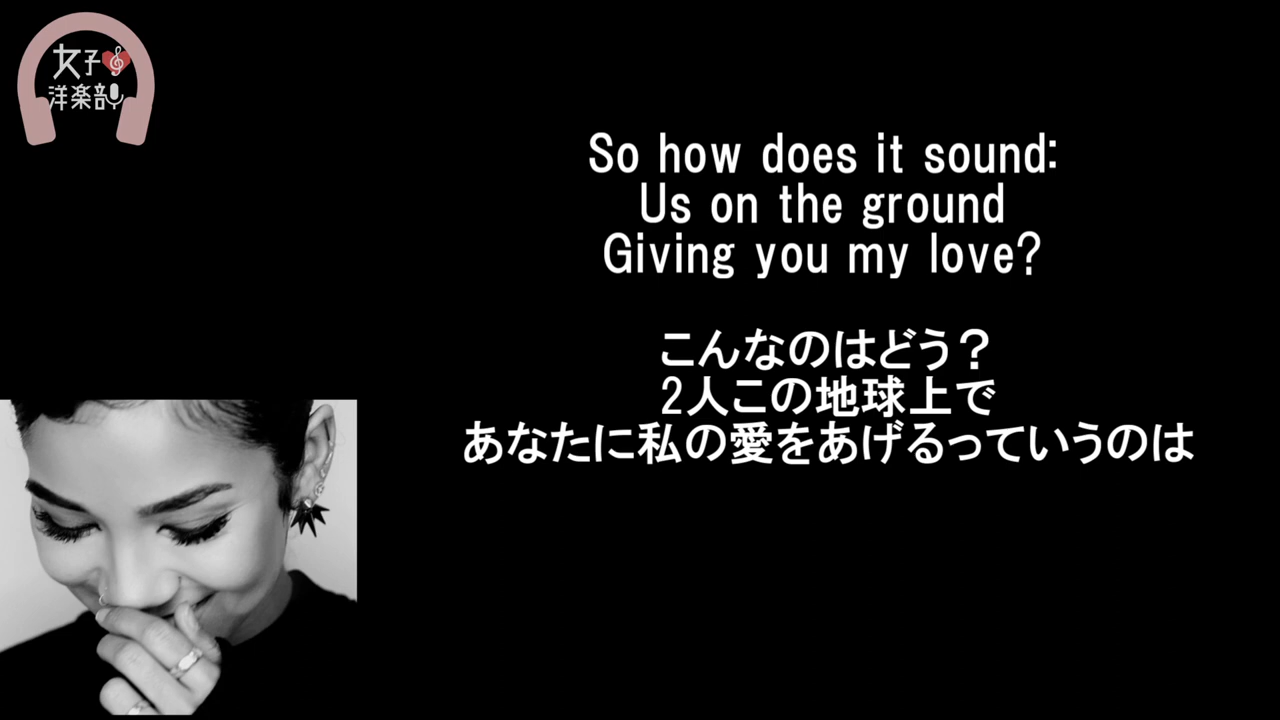 女子
洋楽部
So how does it sound:
Us on the ground
Giving you my love?
こんなのはどう？
2人この地球上で
あなたに私の愛をあげるっていうのは